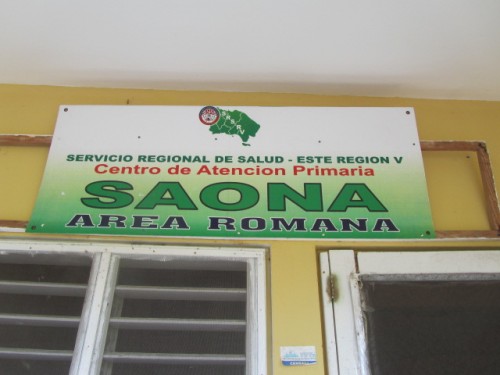 SERVICIO REGIONAL DE SALUD - ESTE REGION V
Centro de Atencion Primaria
SAONA
AREA ROMANA